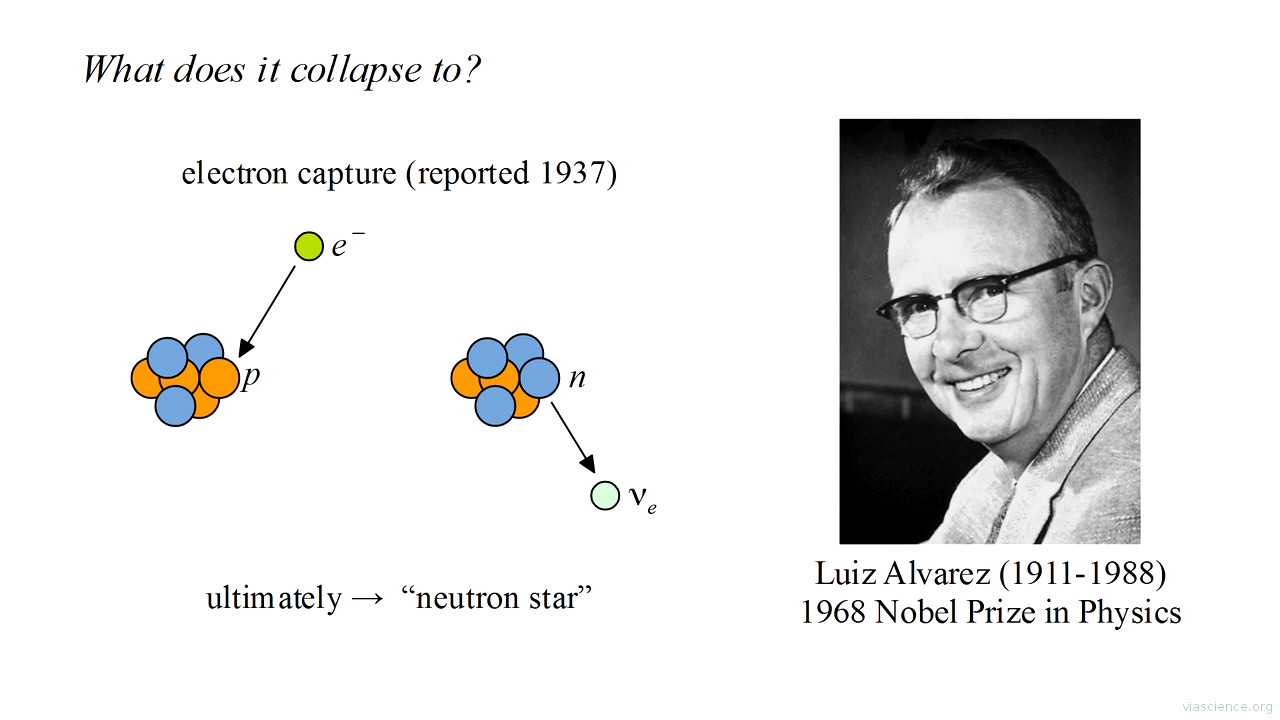 What does it collapse to?
electron capture (reported 1937)
e⁻
p
n
νₑ
ultimately → “neutron star”
Luiz Alvarez (1911-1988)
1968 Nobel Prize in Physics
viascience.org